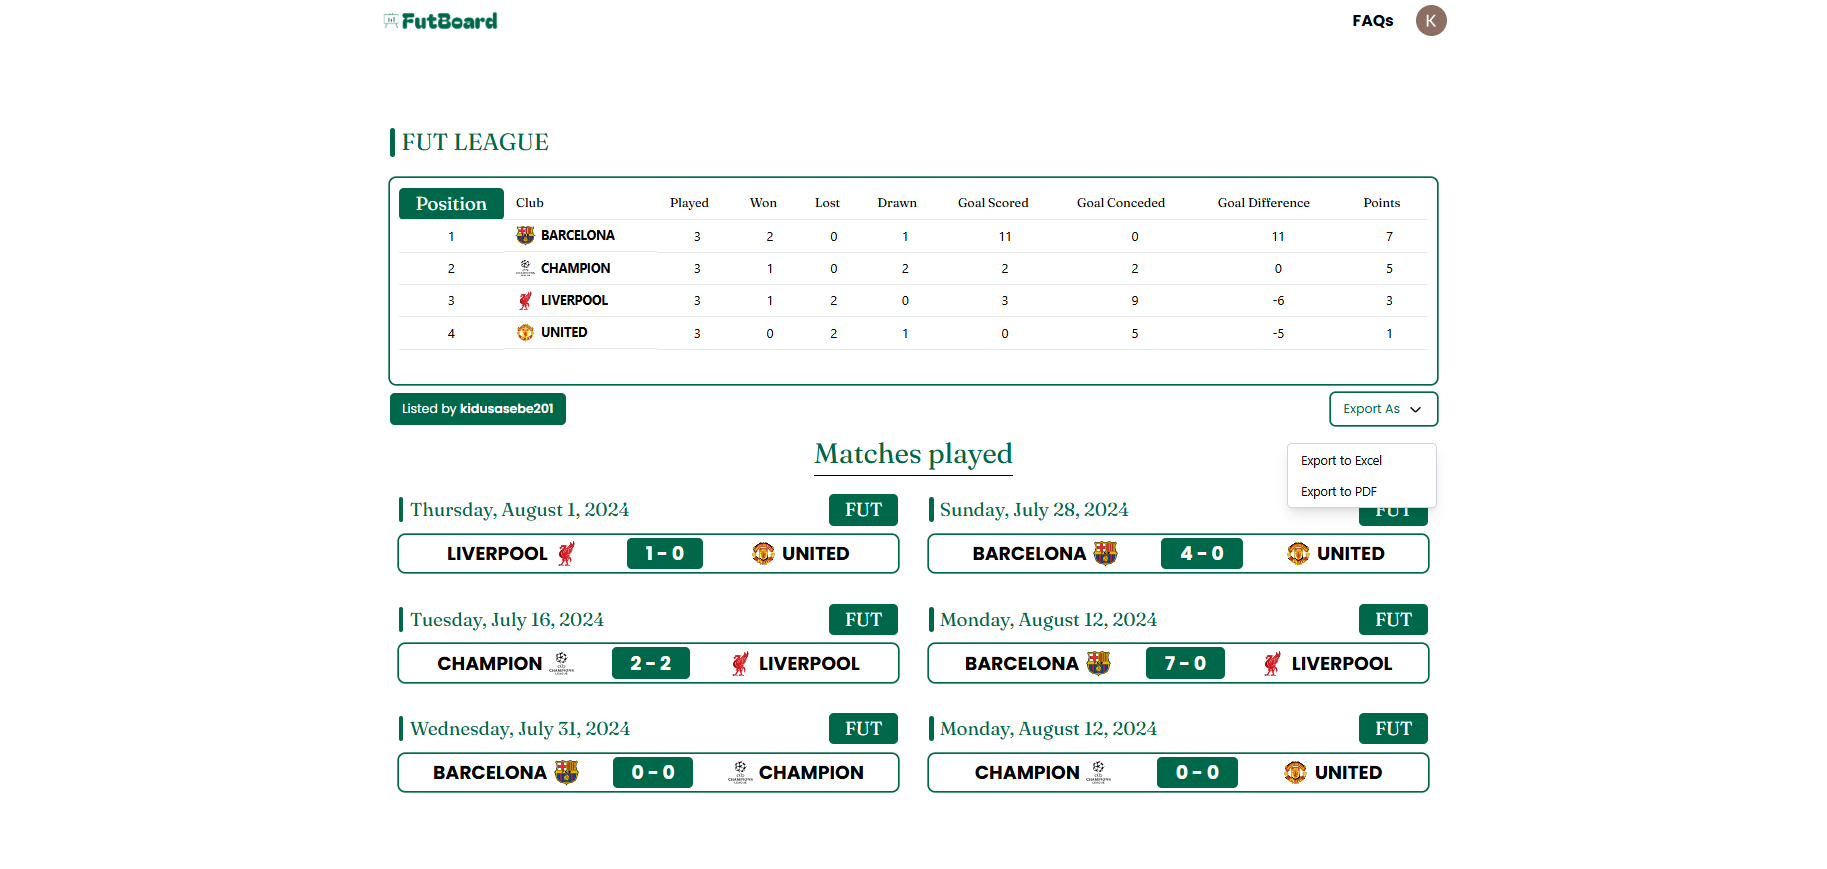 FutBoard FAQs K
FUT LEAGUE
Position Club Played Won Lost Drawn Goal Scored Goal Conceded Goal Difference Points
1 BARCELONA 3 2 0 1 11 0 11 7
2 CHAMPION 3 1 0 2 2 2 0 5
3 LIVERPOOL 3 1 2 0 3 9 -6 3
4 UNITED 3 0 2 1 0 5 -5 1
Listed by kidusasebe201 Export As
Export to Excel
Export to PDF
Matches played
Thursday, August 1, 2024 FUT
LIVERPOOL 1 - 0 UNITED
Sunday, July 28, 2024 FUT
BARCELONA 4 - 0 UNITED
Tuesday, July 16, 2024 FUT
CHAMPION 2 - 2 LIVERPOOL
Monday, August 12, 2024 FUT
BARCELONA 7 - 0 LIVERPOOL
Wednesday, July 31, 2024 FUT
BARCELONA 0 - 0 CHAMPION
Monday, August 12, 2024 FUT
CHAMPION 0 - 0 UNITED